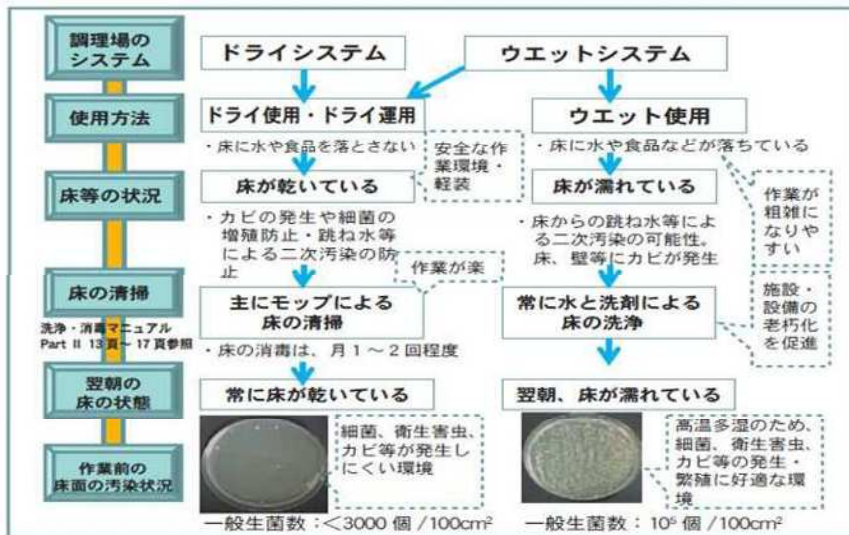 調理場の
システム
ドライシステム
ウエットシステム
使用方法
ドライ使用・ドライ運用
ウエット使用
・床に水や食品を落とさない
安全な作
業環境・
軽装
・床に水や食品などが落ちている
床等の状況
床が乾いている
床が濡れている
作業が
粗雑に
なりや
すい
・カビの発生や細菌の
増殖防止・跳ね水等
による二次汚染の防
止
・床からの跳ね水等によ
る二次汚染の可能性。
床、壁等にカビが発生
作業が楽
床の清掃
主にモップによる
床の清掃
常に水と洗剤による
床の洗浄
施設・
設備の
老朽化
を促進
洗浄・消毒マニュアル
Part Ⅱ 13 頁～ 17 頁参照
・床の消毒は、月 1 ～ 2 回程度
翌朝の
床の状態
常に床が乾いている
翌朝、床が濡れている
作業前の
床面の汚染状況
細菌、衛生害虫、
カビ等が発生し
にくい環境
高温多湿のため、
細菌、衛生害虫、
カビ等の発生・
繁殖に好適な環
境
一般生菌数：＜3000 個 /100cm²
一般生菌数： 10⁵ 個 /100cm²